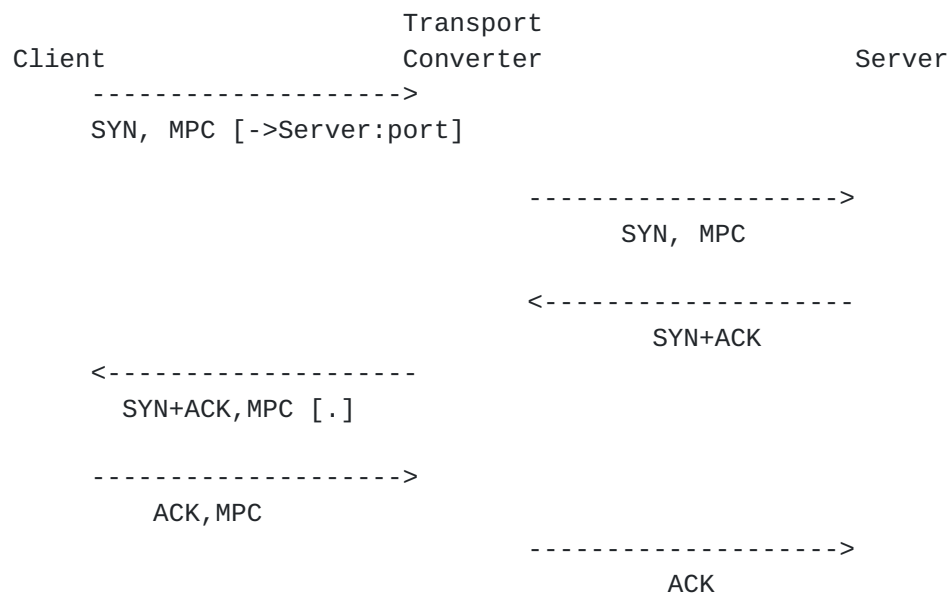 Transport
Client Converter Server
-------------------->
SYN, MPC [->Server:port]
-------------------->
SYN, MPC
<--------------------
SYN+ACK
<--------------------
SYN+ACK,MPC [.]
-------------------->
ACK,MPC
-------------------->
ACK